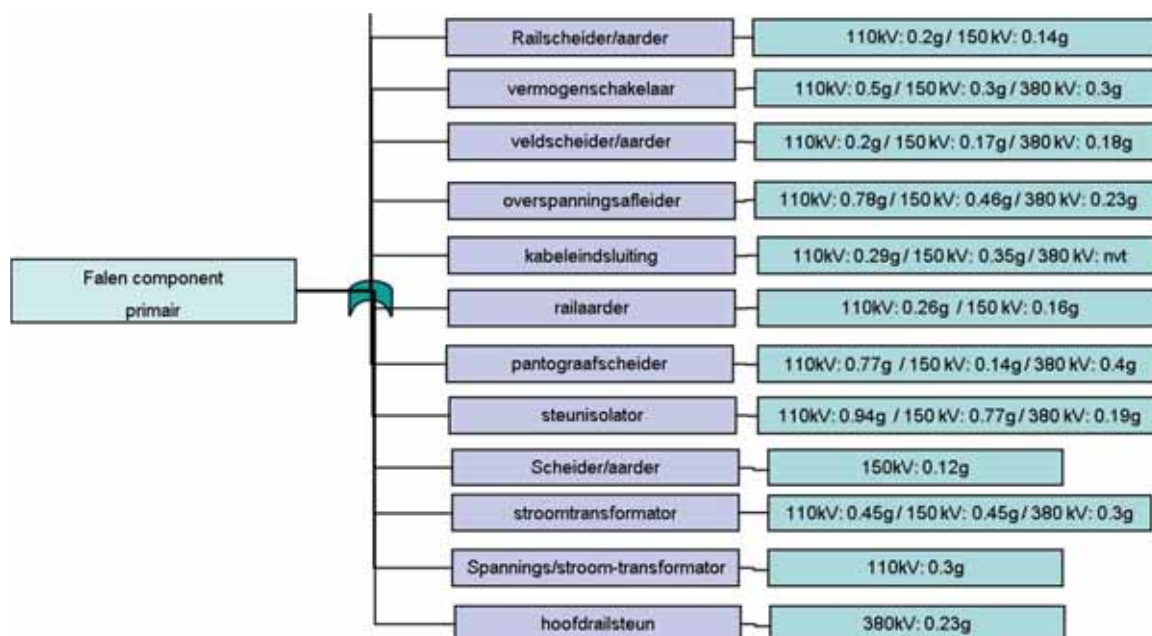 Railscheider/aarder
110kV: 0.2g / 150 kV: 0.14g
vermogenschakelaar
110kV: 0.5g / 150 kV: 0.3g / 380 kV: 0.3g
veldscheider/aarder
110kV: 0.2g / 150 kV: 0.17g / 380 kV: 0.18g
overspanningsafleider
110kV: 0.78g / 150 kV: 0.46g / 380 kV: 0.23g
kabeleindsluiting
110kV: 0.29g / 150 kV: 0.35g / 380 kV: nvt
Falen component
primair
railaarder
110kV: 0.26g / 150 kV: 0.16g
pantograafscheider
110kV: 0.77g / 150 kV: 0.14g / 380 kV: 0.4g
steunisolator
110kV: 0.94g / 150 kV: 0.77g / 380 kV: 0.19g
Scheider/aarder
150kV: 0.12g
stroomtransformator
110kV: 0.45g / 150 kV: 0.45g / 380 kV: 0.3g
Spannings/stroom-transformator
110kV: 0.3g
hoofdrailsteun
380kV: 0.23g